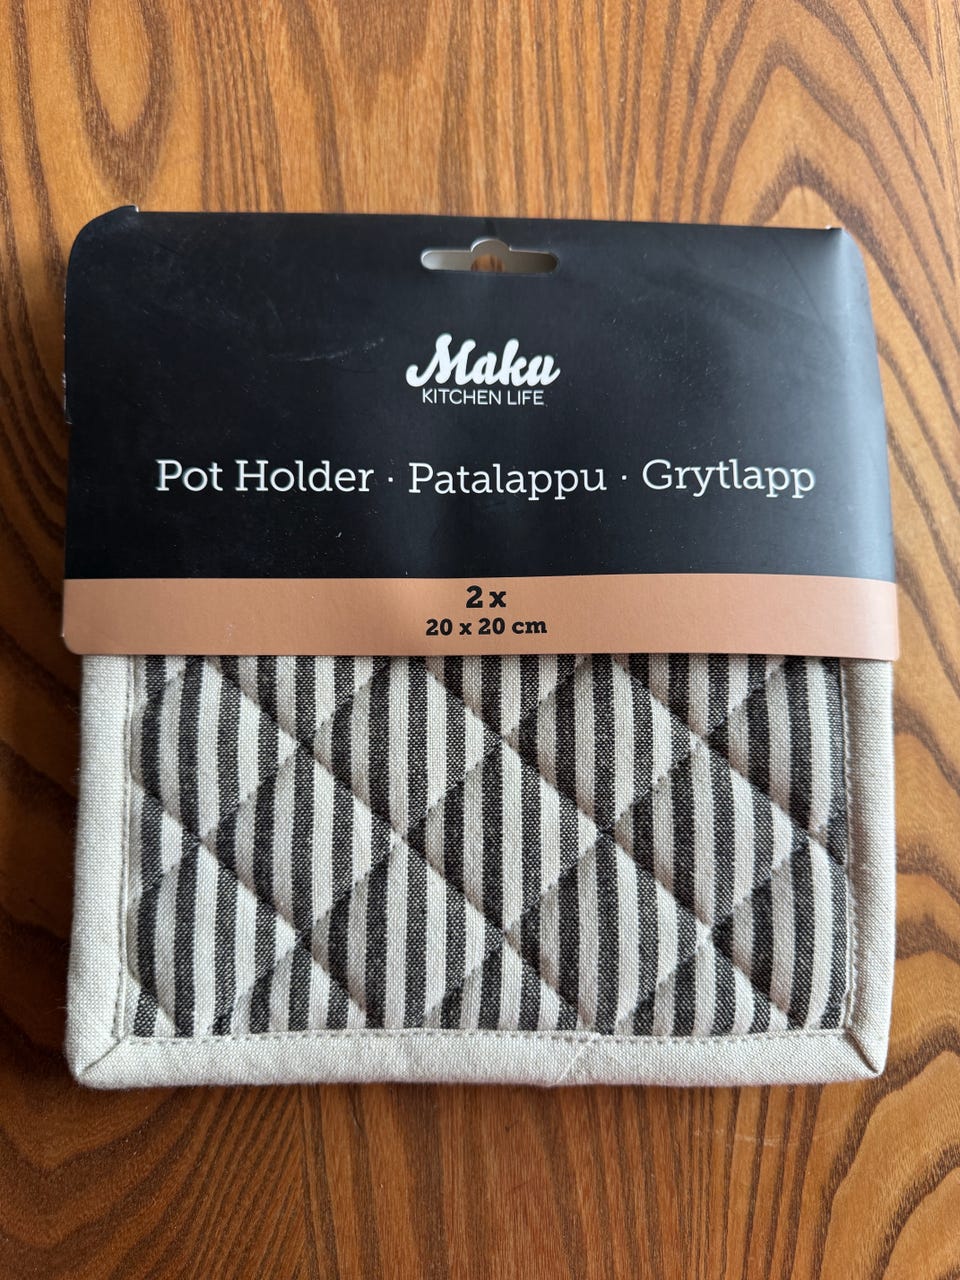 Maku
KITCHEN LIFE
Pot Holder · Patalappu · Grytlapp
2 x
20 x 20 cm